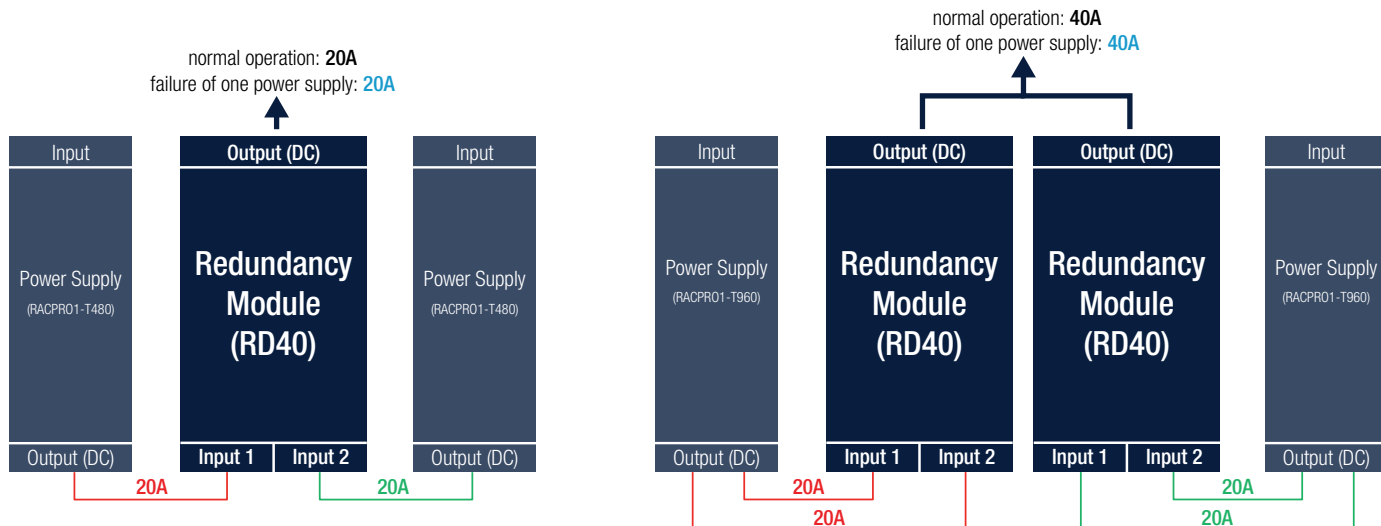 normal operation: 20A
failure of one power supply: 20A
Input
Output (DC)
Input
Power Supply
(RACPRO1-T480)
Redundancy
Module
(RD40)
Power Supply
(RACPRO1-T480)
Output (DC)
Input 1
Input 2
Output (DC)
20A
20A
normal operation: 40A
failure of one power supply: 40A
Input
Output (DC)
Output (DC)
Input
Power Supply
(RACPRO1-T960)
Redundancy
Module
(RD40)
Redundancy
Module
(RD40)
Power Supply
(RACPRO1-T960)
Output (DC)
Input 1
Input 2
Input 1
Input 2
Output (DC)
20A
20A
20A
20A